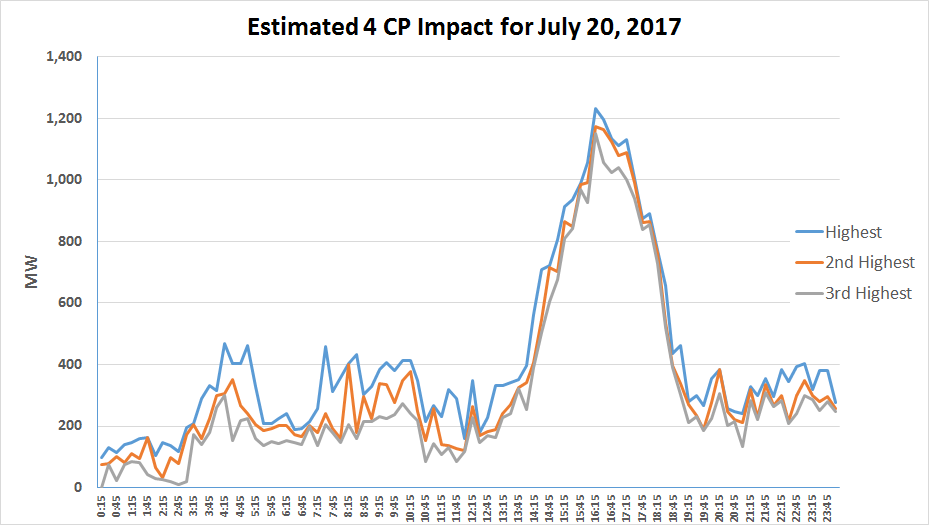 Estimated 4 CP Impact for July 20, 2017
1,400
1,200
1,000
800
600
400
200
0
MW
Highest
2nd Highest
3rd Highest
0:15 0:45 1:15 1:45 2:15 2:45 3:15 3:45 4:15 4:45 5:15 5:45 6:15 6:45 7:15 7:45 8:15 8:45 9:15 9:45 10:15 10:45 11:15 11:45 12:15 12:45 13:15 13:45 14:15 14:45 15:15 15:45 16:15 16:45 17:15 17:45 18:15 18:45 19:15 19:45 20:15 20:45 21:15 21:45 22:15 22:45 23:15 23:45